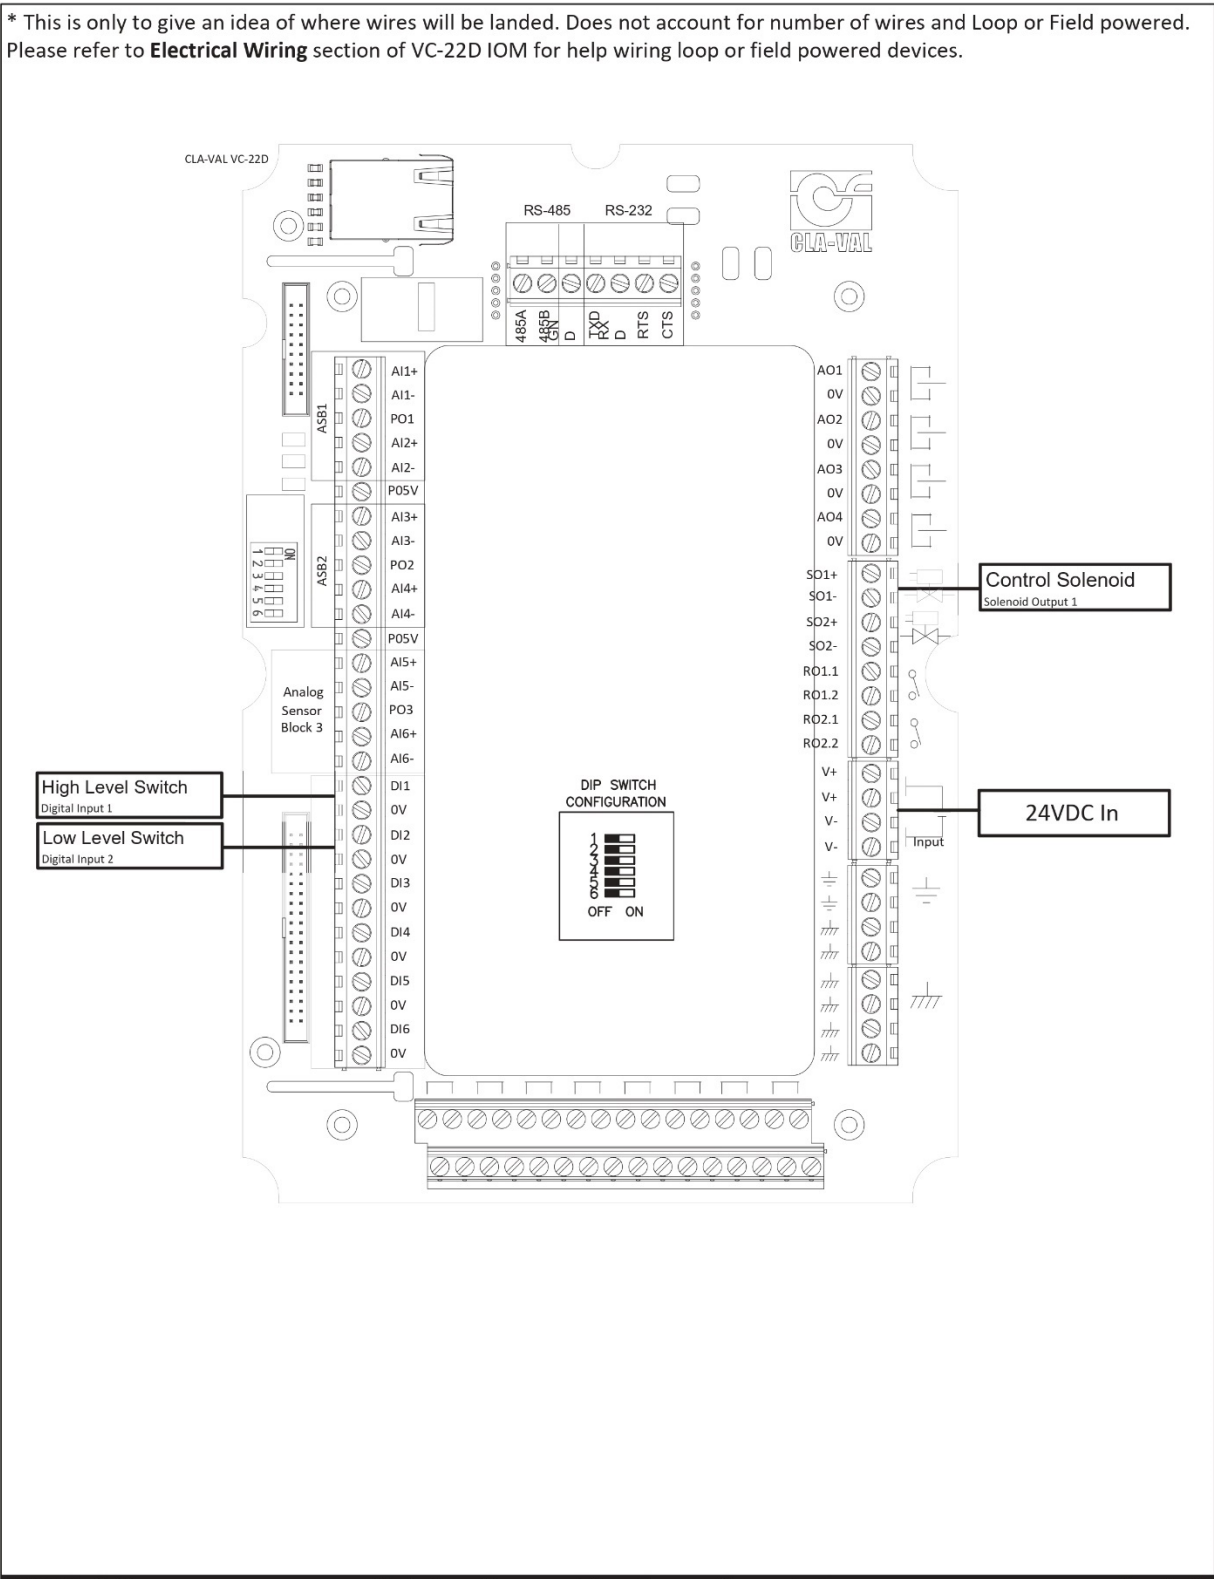 * This is only to give an idea of where wires will be landed. Does not account for number of wires and Loop or Field powered.
Please refer to Electrical Wiring section of VC-22D IOM for help wiring loop or field powered devices.
CLA-VAL VC-22D
RS-485 RS-232
CLA-VAL
485A
485B
GN
D
TXD
RX
D
RTS
CTS
ASB1
AI1+
AI1-
PO1
AI2+
AI2-
P05V
ON
1
2
3
4
5
6
ASB2
AI3+
AI3-
PO2
AI4+
AI4-
P05V
Analog
Sensor
Block 3
AI5+
AI5-
PO3
AI6+
AI6-
High Level Switch
Digital Input 1
Low Level Switch
Digital Input 2
DI1
0V
DI2
0V
DI3
0V
DI4
0V
DI5
0V
DI6
0V
DIP SWITCH
CONFIGURATION
1
2
3
4
5
6
OFF ON
AO1
0V
AO2
0V
AO3
0V
AO4
0V
SO1+
SO1-
SO2+
SO2-
RO1.1
RO1.2
RO2.1
RO2.2
Control Solenoid
Solenoid Output 1
V+
V+
V-
V-
Input
24VDC In